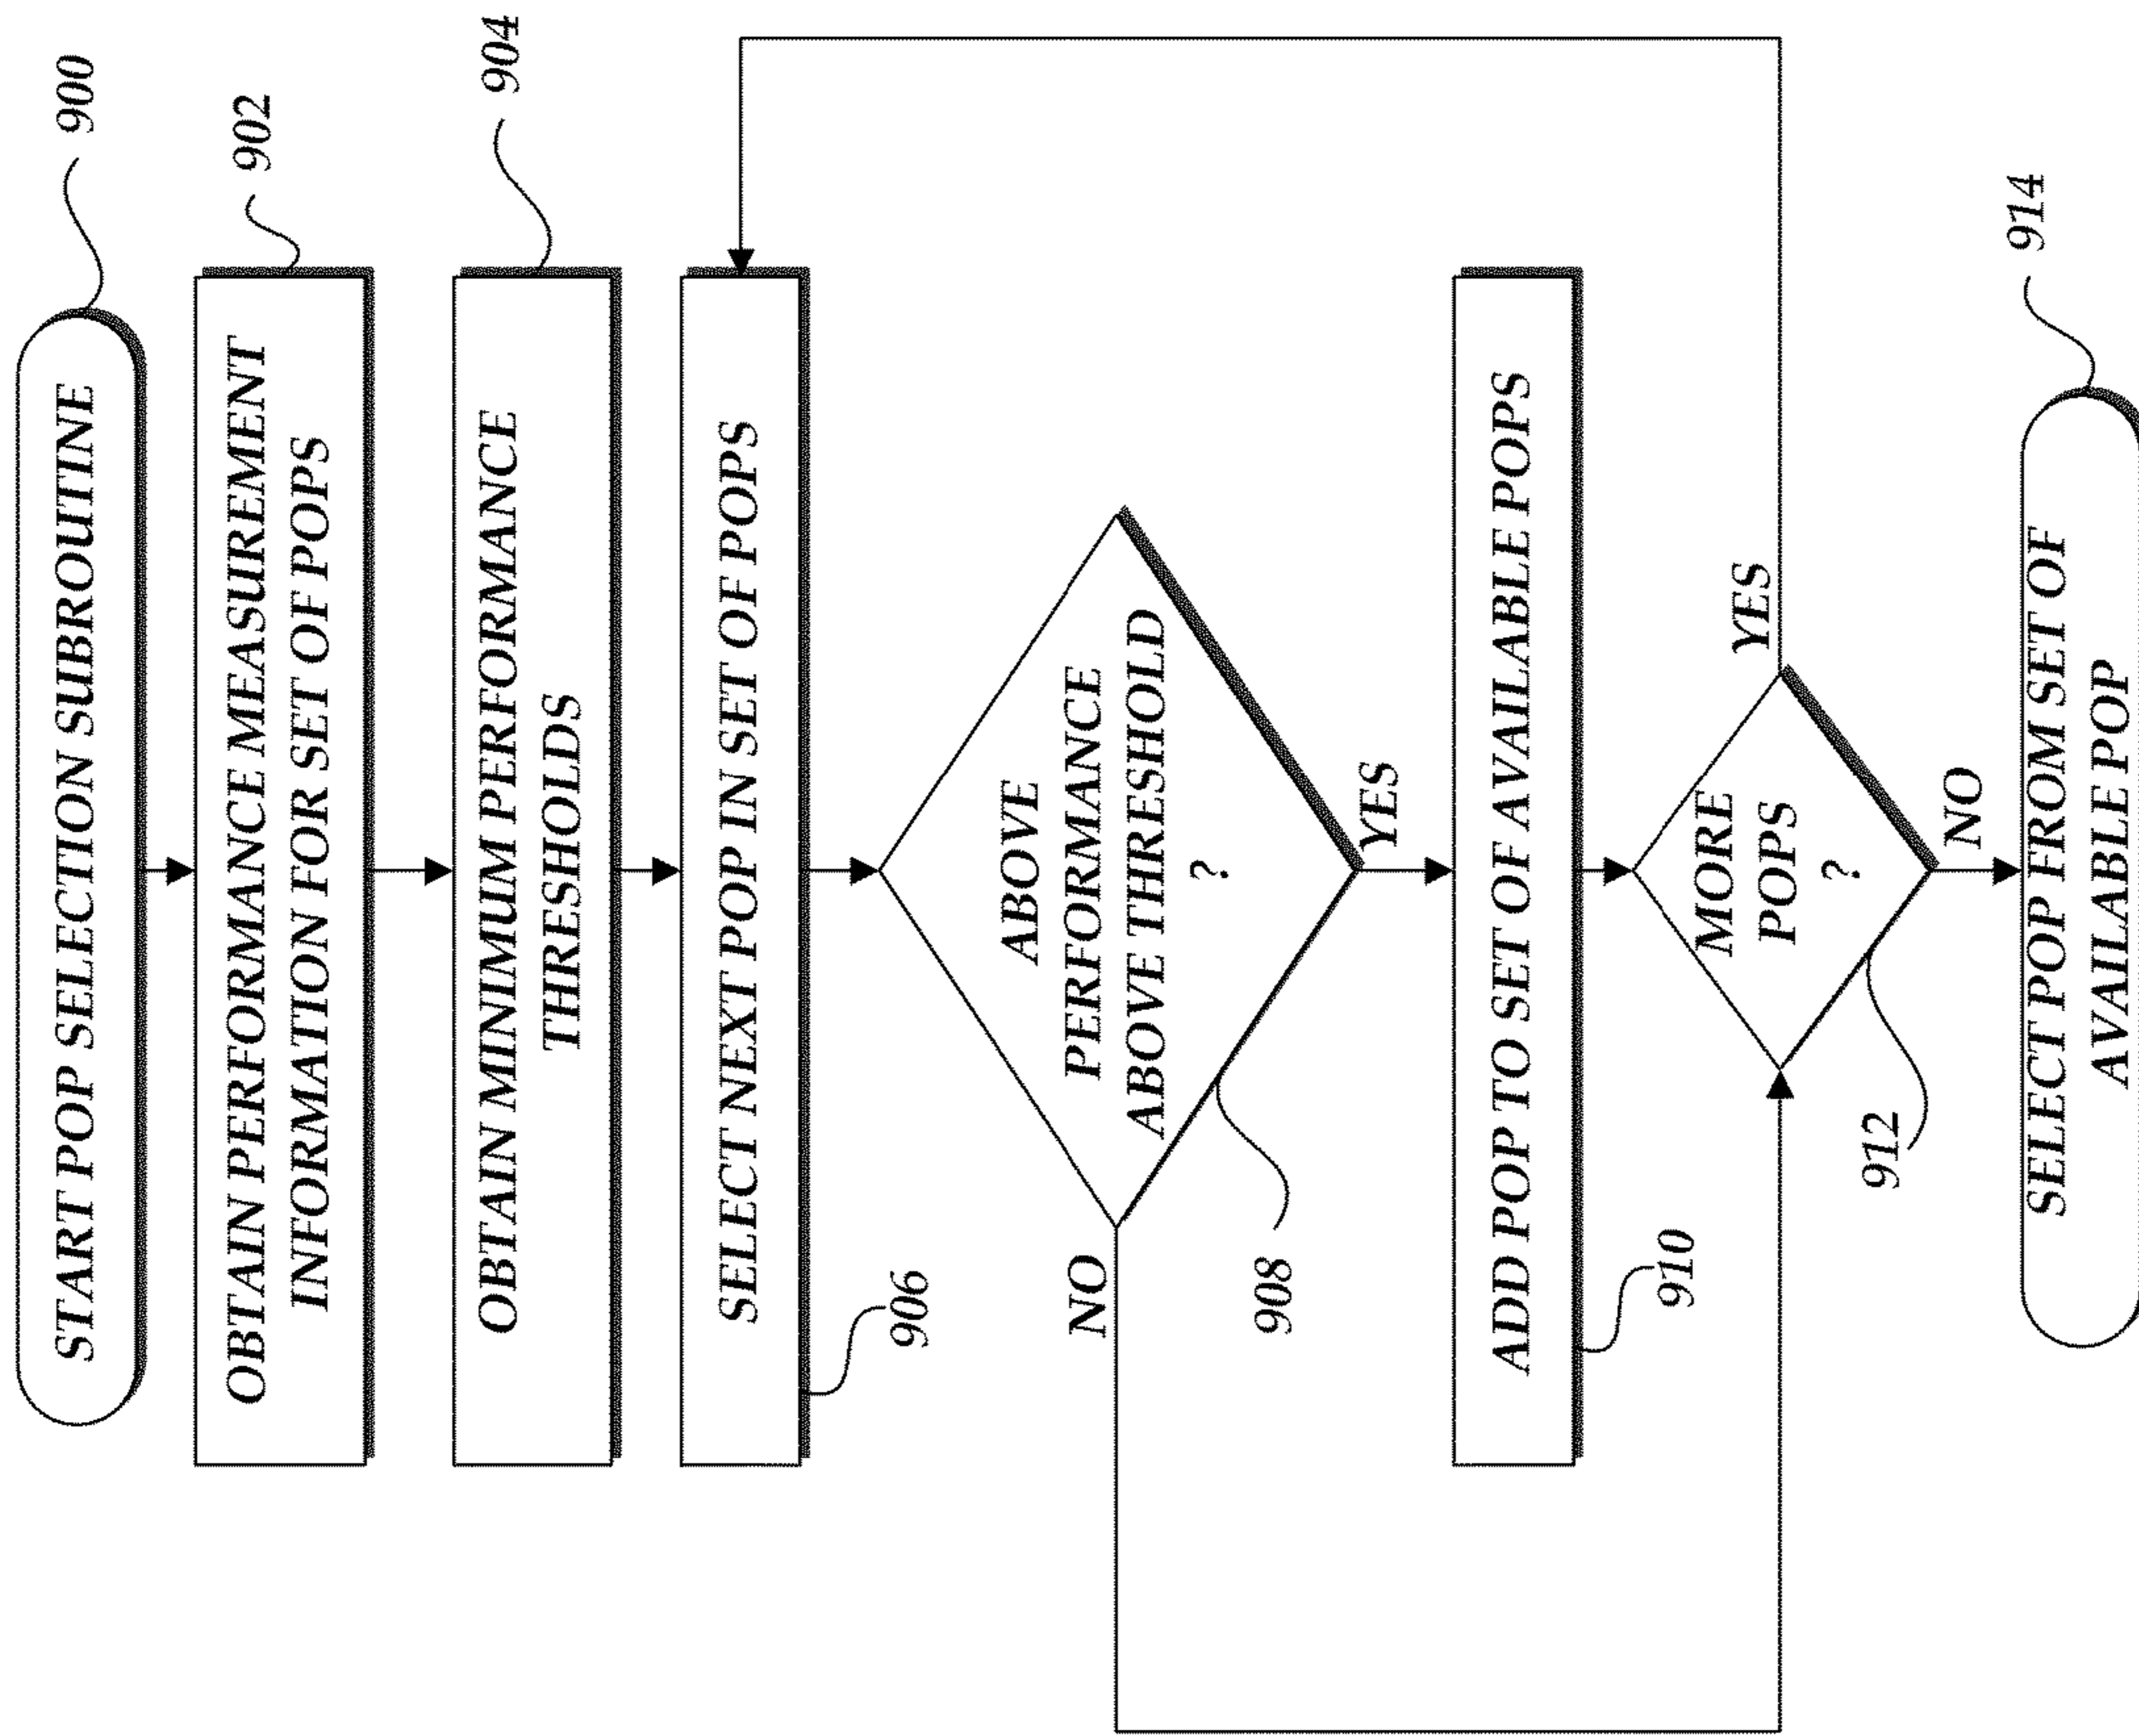 START POP SELECTION SUBROUTINE
900
OBTAIN PERFORMANCE MEASUREMENT
INFORMATION FOR SET OF POPS
902
OBTAIN MINIMUM PERFORMANCE
THRESHOLDS
904
SELECT NEXT POP IN SET OF POPS
906
ABOVE
PERFORMANCE
ABOVE THRESHOLD
?
NO
908
YES
ADD POP TO SET OF AVAILABLE POPS
910
MORE
POPS
?
YES
912
NO
SELECT POP FROM SET OF
AVAILABLE POP
914